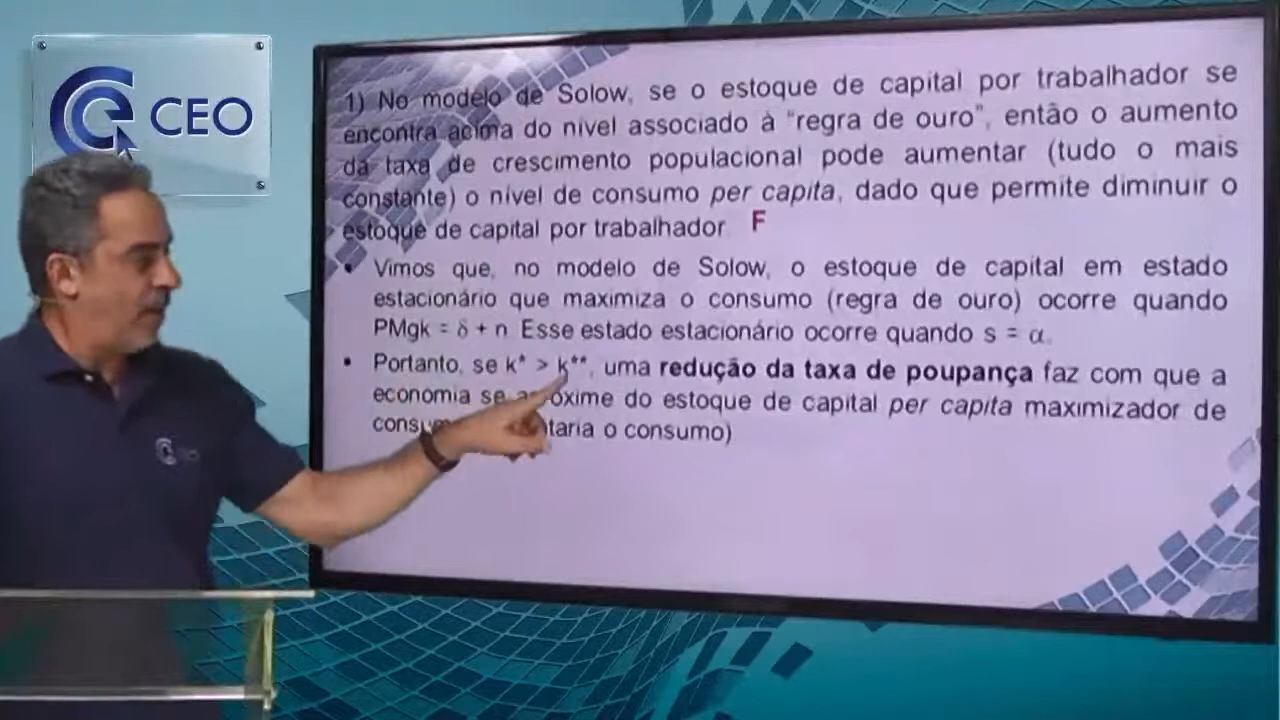 CEO
1) No modelo de Solow, se o estoque de capital por trabalhador se
encontra acima do nível associado à “regra de ouro”, então o aumento
da taxa de crescimento populacional pode aumentar (tudo o mais
constante) o nível de consumo per capita, dado que permite diminuir o
estoque de capital por trabalhador F
• Vimos que, no modelo de Solow, o estoque de capital em estado
estacionário que maximiza o consumo (regra de ouro) ocorre quando
PMgk = δ + n Esse estado estacionário ocorre quando s = α.
• Portanto, se k* > k**, uma redução da taxa de poupança faz com que a
economia se do estoque de capital per capita maximizador de
o consumo)